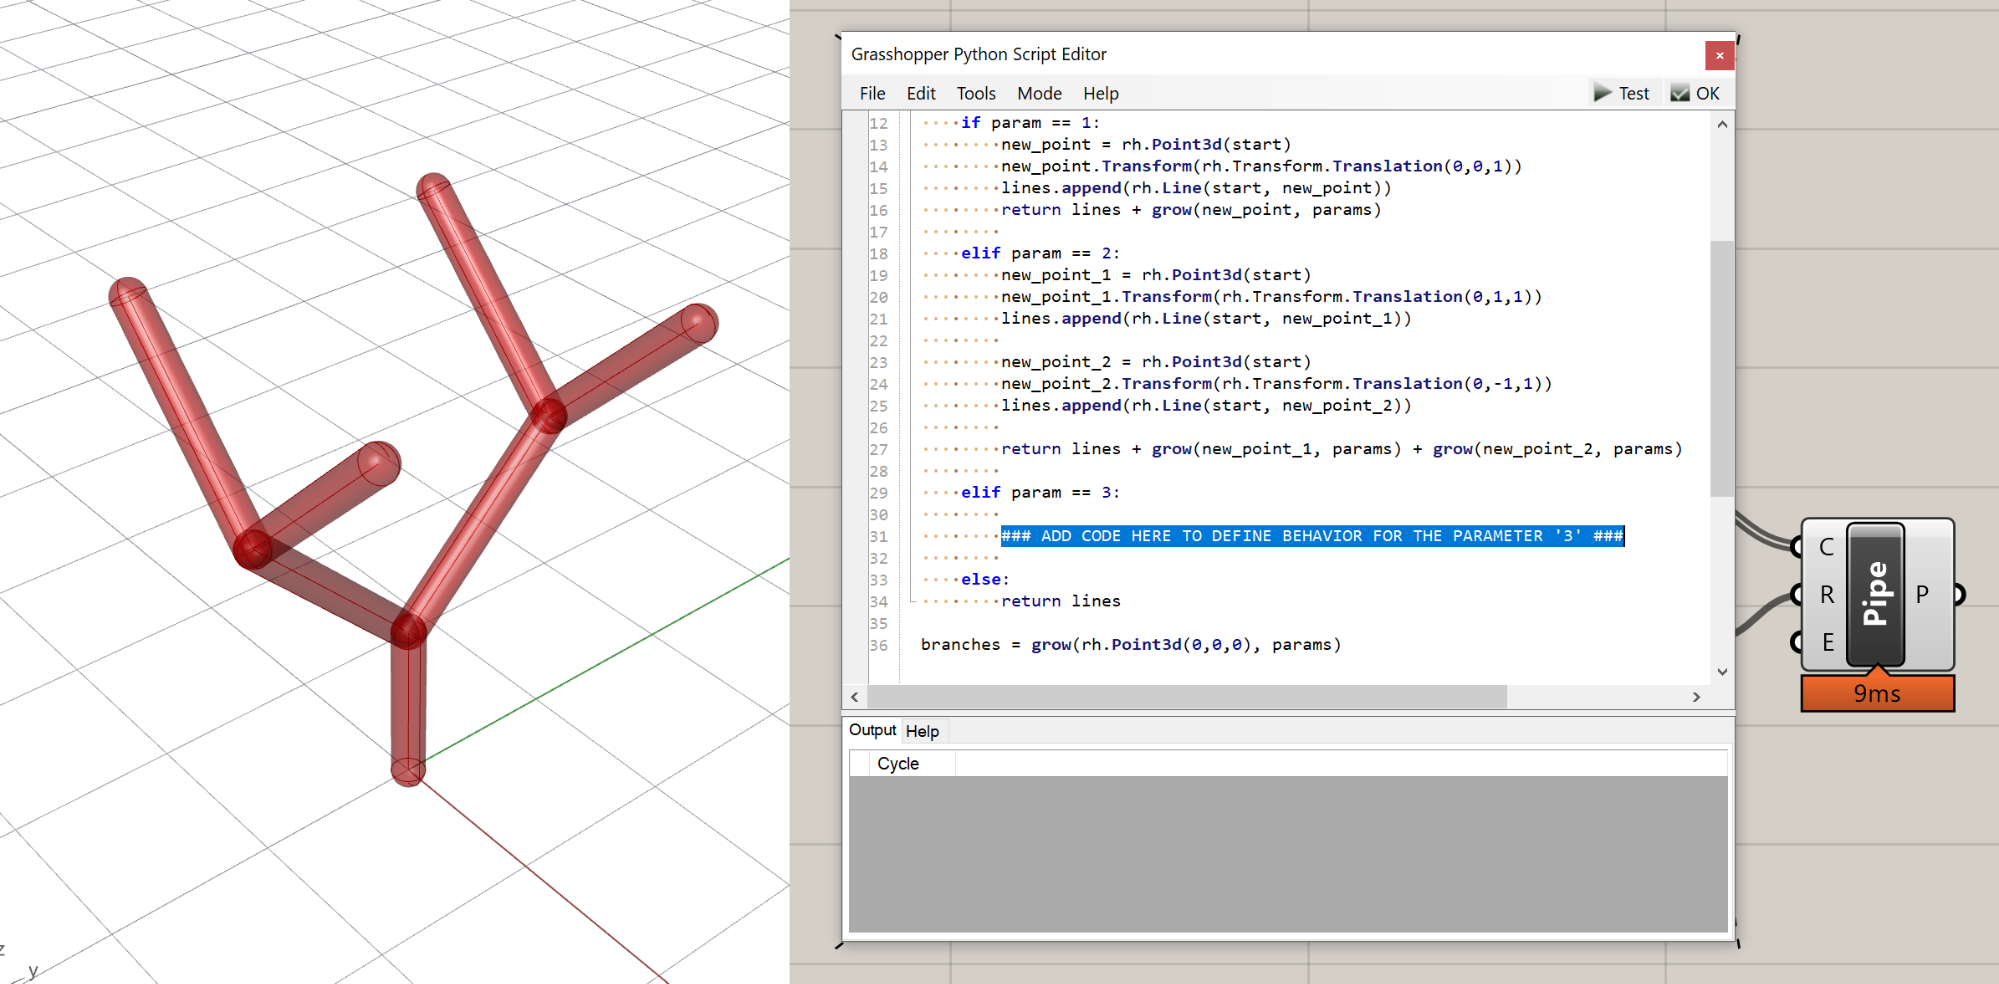 Grasshopper Python Script Editor
×
File Edit Tools Mode Help
Test OK
12 if param == 1:
13 new_point = rh.Point3d(start)
14 new_point.Transform(rh.Transform.Translation(0,0,1))
15 lines.append(rh.Line(start, new_point))
16 return lines + grow(new_point, params)
17
18 elif param == 2:
19 new_point_1 = rh.Point3d(start)
20 new_point_1.Transform(rh.Transform.Translation(0,1,1))
21 lines.append(rh.Line(start, new_point_1))
22
23 new_point_2 = rh.Point3d(start)
24 new_point_2.Transform(rh.Transform.Translation(0,-1,1))
25 lines.append(rh.Line(start, new_point_2))
26
27 return lines + grow(new_point_1, params) + grow(new_point_2, params)
28
29 elif param == 3:
30
31 ### ADD CODE HERE TO DEFINE BEHAVIOR FOR THE PARAMETER '3' ###
32
33 else:
34 return lines
35
36 branches = grow(rh.Point3d(0,0,0), params)
Output Help
Cycle
C
R
E
Pipe
P
9ms
z
y